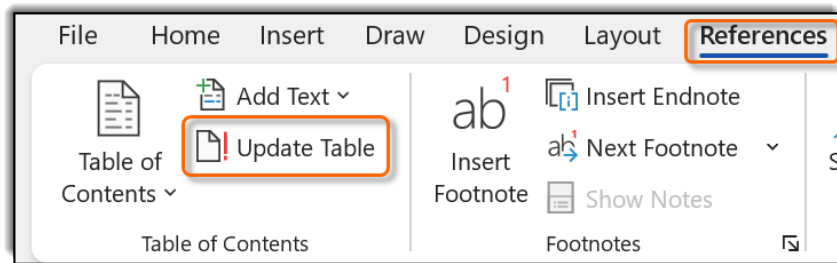 File Home Insert Draw Design Layout References
Table of
Contents
Add Text
Update Table
Table of Contents
ab1
Insert
Footnote
Insert Endnote
Next Footnote
Show Notes
Footnotes